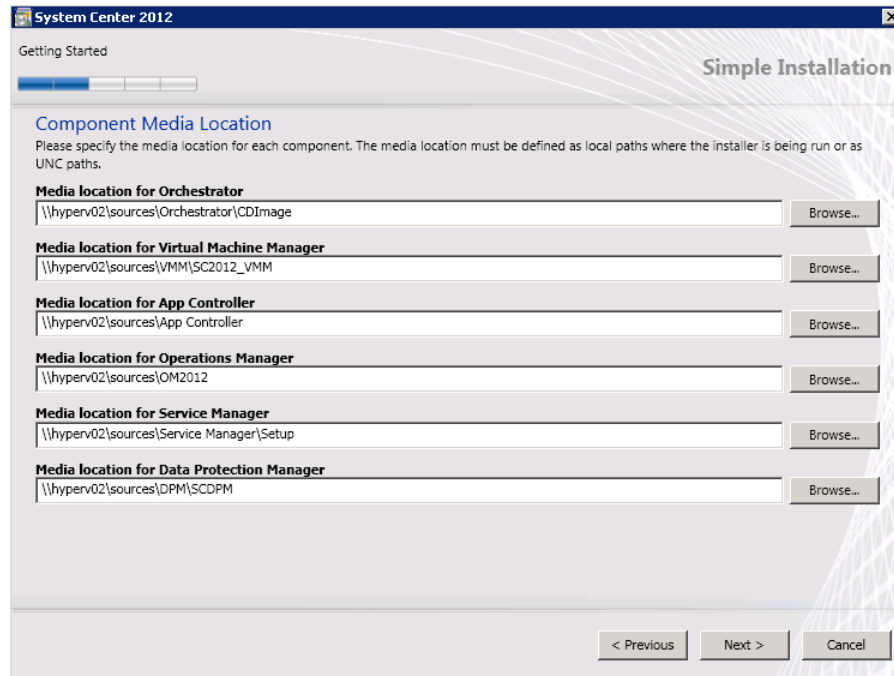 System Center 2012
Getting Started
Simple Installation
Component Media Location
Please specify the media location for each component. The media location must be defined as local paths where the installer is being run or as
UNC paths.
Media location for Orchestrator
\\hyperv02\sources\Orchestrator\CDImage
Browse...
Media location for Virtual Machine Manager
\\hyperv02\sources\VMM\SC2012_VMM
Browse...
Media location for App Controller
\\hyperv02\sources\App Controller
Browse...
Media location for Operations Manager
\\hyperv02\sources\OM2012
Browse...
Media location for Service Manager
\\hyperv02\sources\Service Manager\Setup
Browse...
Media location for Data Protection Manager
\\hyperv02\sources\DPM\SCDPM
Browse...
< Previous
Next >
Cancel